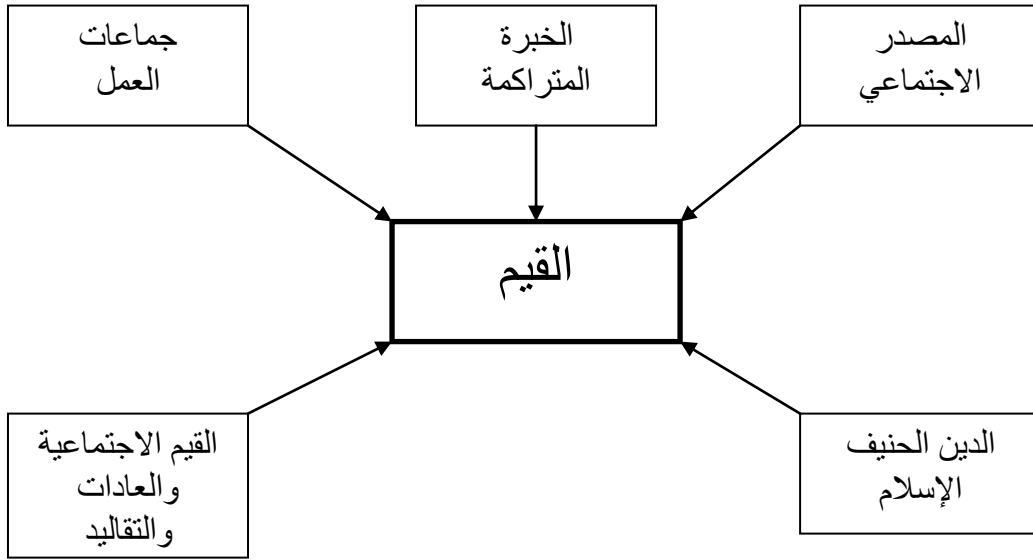 المصدر
الاجتماعي
الخبرة
المتراكمة
جماعات
العمل
القيم
الدين الحنيف
الإسلام
القيم الاجتماعية
والعادات
والتقاليد